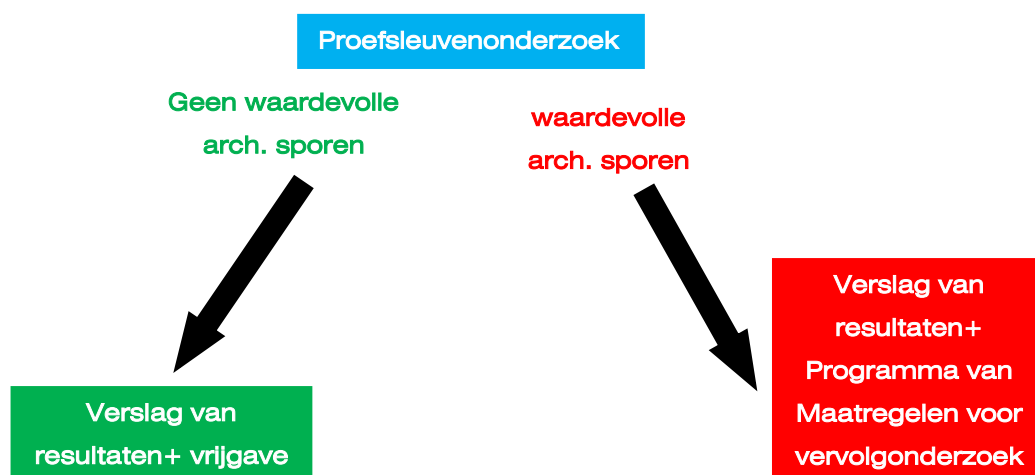 Proefsleuvenonderzoek
Geen waardevolle
arch. sporen
waardevolle
arch. sporen
Verslag van
resultaten+ vrijgave
Verslag van
resultaten+
Programma van
Maatregelen voor
vervolgonderzoek